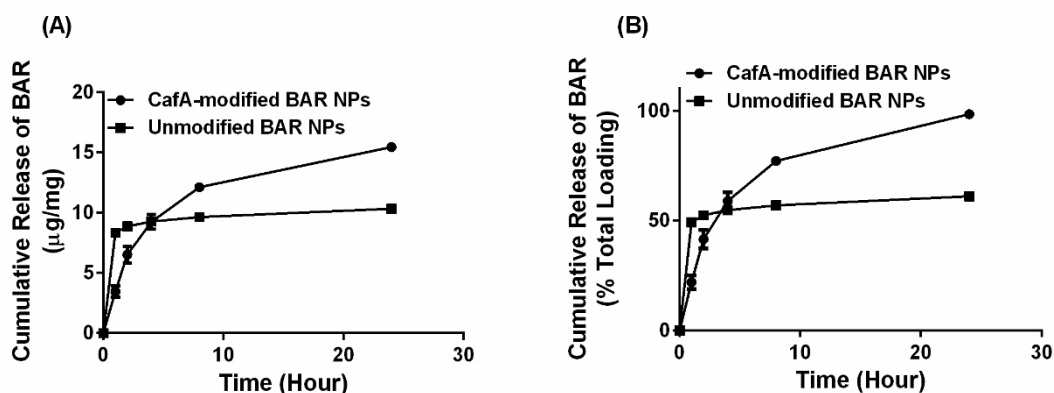 (A)
Cumulative Release of BAR
(μg/mg)
CafA-modified BAR NPs
Unmodified BAR NPs
20
15
10
5
0
0 10 20 30
Time (Hour)
(B)
Cumulative Release of BAR
(% Total Loading)
CafA-modified BAR NPs
Unmodified BAR NPs
100
50
0
0 10 20 30
Time (Hour)